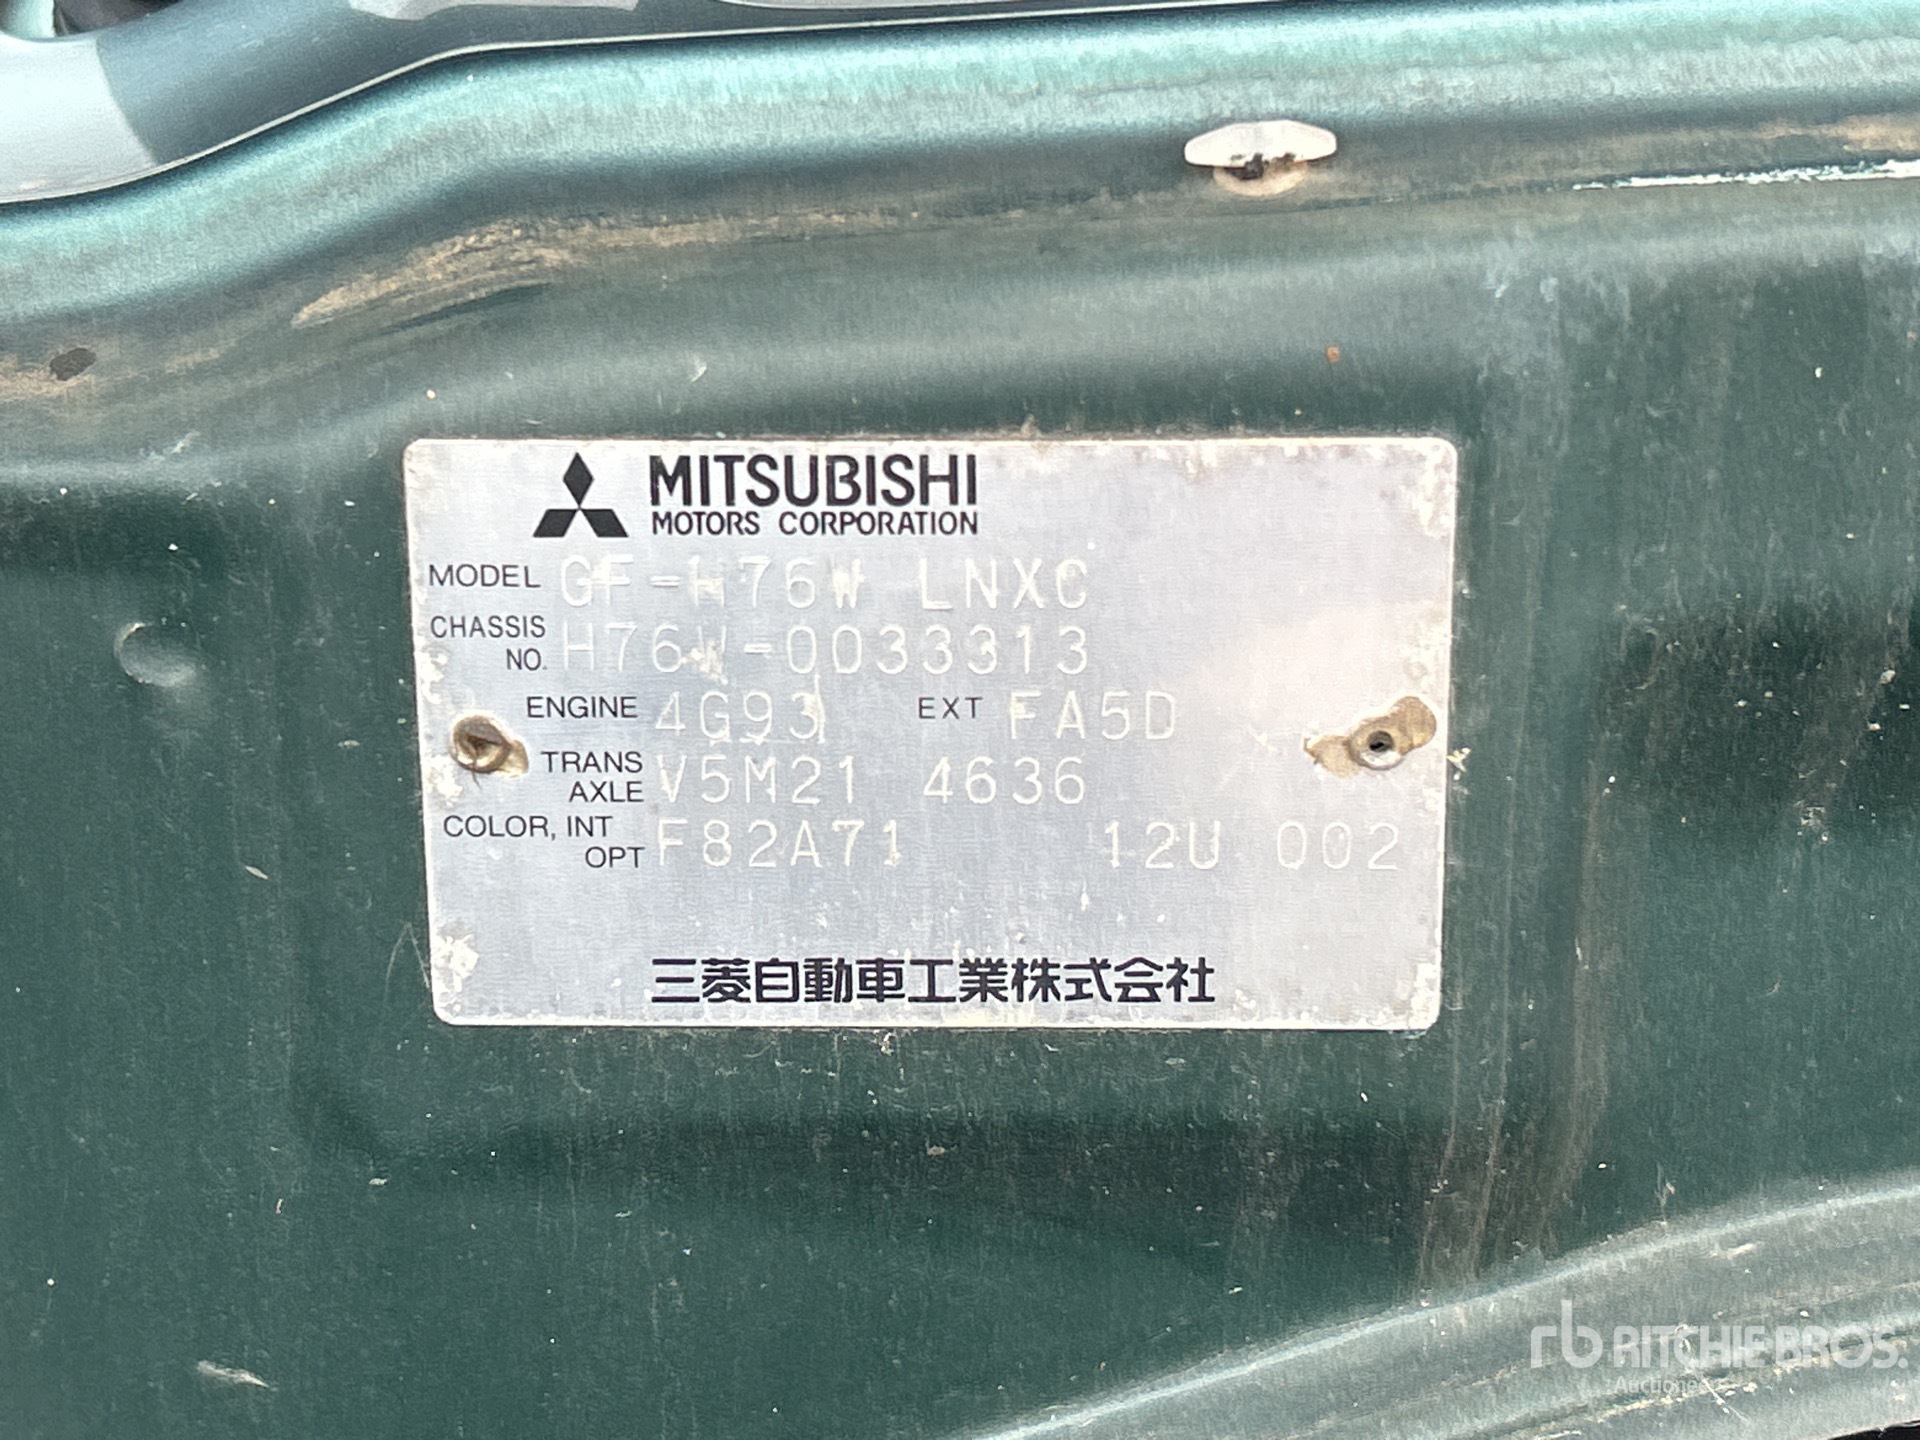 MITSUBISHI
MOTORS CORPORATION
MODEL GF-H76W LNXC
CHASSIS NO. H76W-0033313
ENGINE 4G93 EXT FA5D
TRANS AXLE V5M21 4636
COLOR, INT OPT F82A71 12U 002
三菱自動車工業株式会社
rb RITCHIE BROS.
Auctioneers